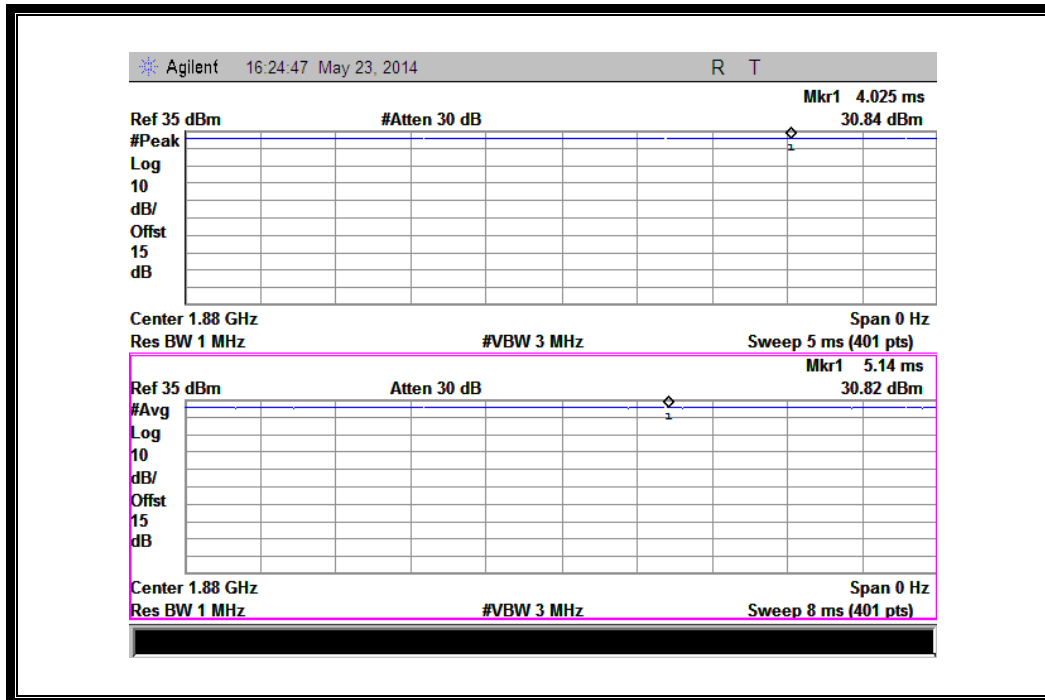 Agilent 16:24:47 May 23, 2014 R T
Mkr1 4.025 ms
Ref 35 dBm #Atten 30 dB 30.84 dBm
#Peak
Log
10
dB/
Offst
15
dB
1
Center 1.88 GHz Span 0 Hz
Res BW 1 MHz #VBW 3 MHz Sweep 5 ms (401 pts)
Mkr1 5.14 ms
Ref 35 dBm Atten 30 dB 30.82 dBm
#Avg
Log
10
dB/
Offst
15
dB
1
Center 1.88 GHz Span 0 Hz
Res BW 1 MHz #VBW 3 MHz Sweep 8 ms (401 pts)